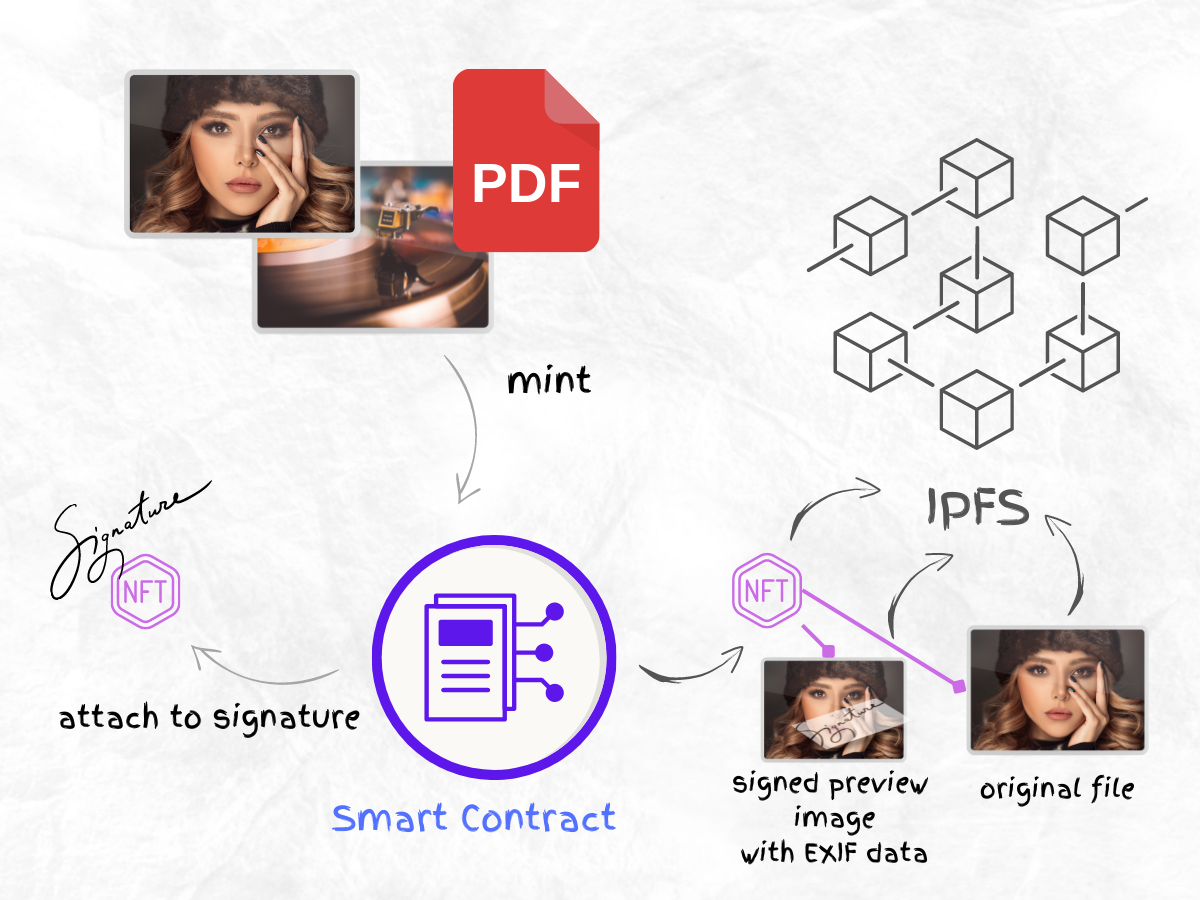 PDF
mint
Signature
NFT
attach to signature
Smart Contract
IPFS
NFT
Signature
signed preview
image
with EXIF data
original file